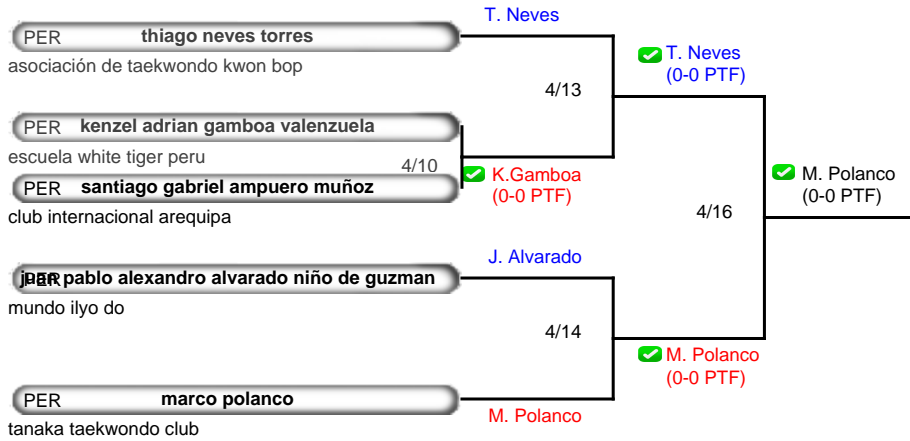 T. Neves
PER thiago neves torres
asociación de taekwondo kwon bop
T. Neves
(0-0 PTF)
4/13
PER kenzel adrian gamboa valenzuela
escuela white tiger peru
4/10
K.Gamboa
(0-0 PTF)
PER santiago gabriel ampuero muñoz
club internacional arequipa
M. Polanco
(0-0 PTF)
4/16
J. Alvarado
PER juan pablo alexandro alvarado niño de guzman
mundo ilyo do
4/14
M. Polanco
(0-0 PTF)
PER marco polanco
tanaka taekwondo club
M. Polanco